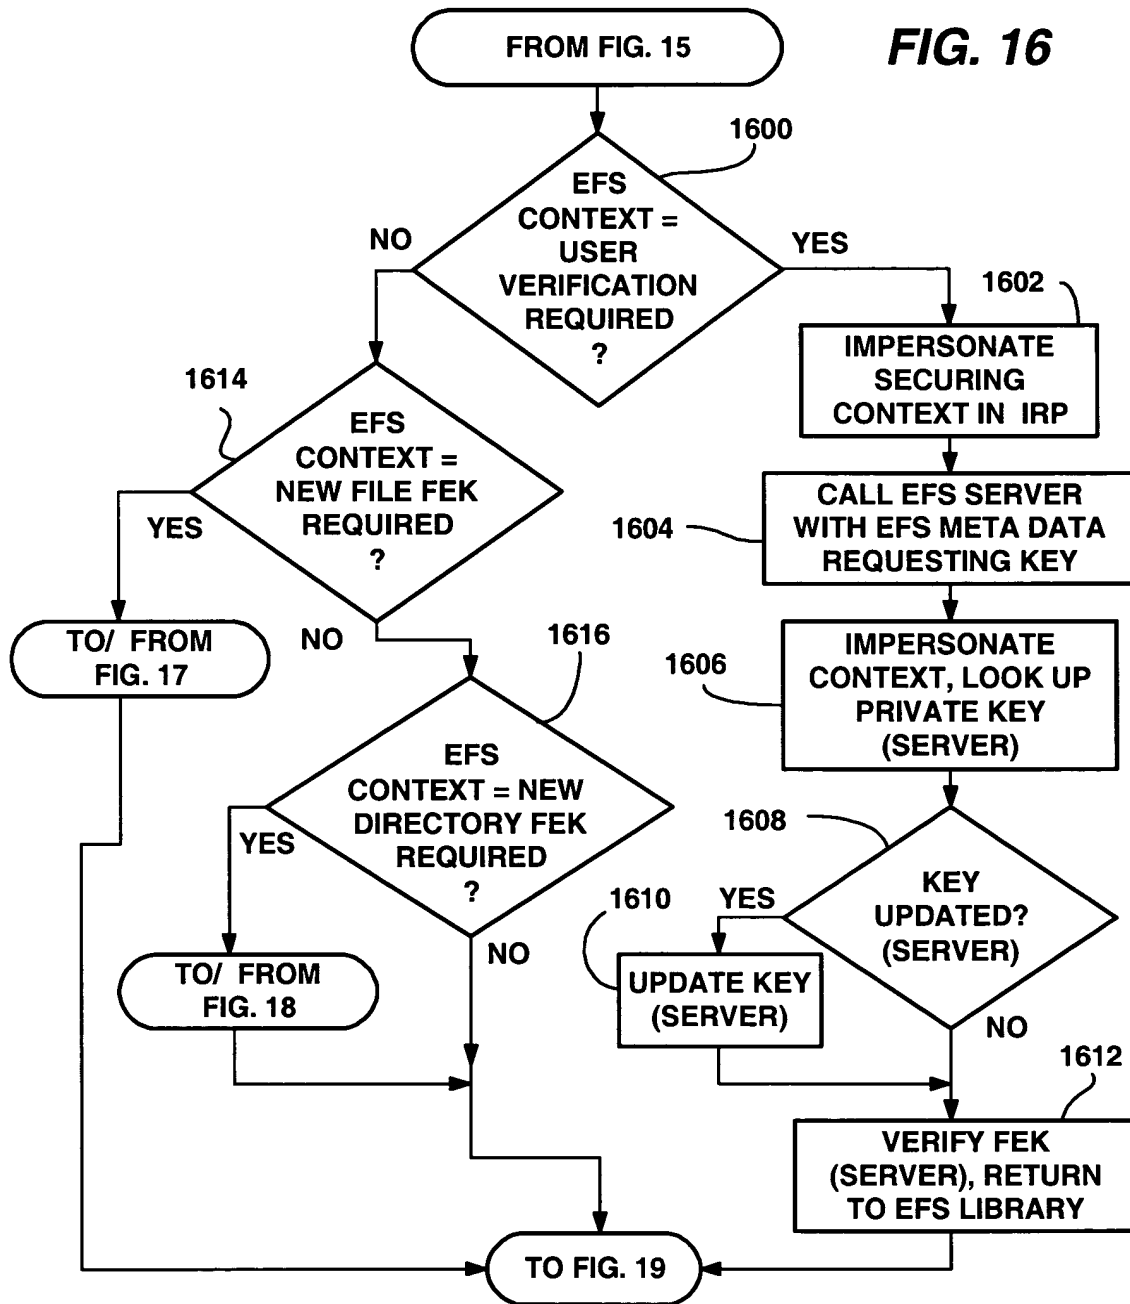 FROM FIG. 15
FIG. 16
1600
EFS
CONTEXT =
USER
VERIFICATION
REQUIRED
?
NO
YES
1602
IMPERSONATE
SECURING
CONTEXT IN IRP
1614
EFS
CONTEXT =
NEW FILE FEK
REQUIRED
?
YES
NO
1604
CALL EFS SERVER
WITH EFS META DATA
REQUESTING KEY
TO/ FROM
FIG. 17
1616
1606
IMPERSONATE
CONTEXT, LOOK UP
PRIVATE KEY
(SERVER)
EFS
CONTEXT = NEW
DIRECTORY FEK
REQUIRED
?
YES
NO
1608
KEY
UPDATED?
(SERVER)
YES
NO
1610
UPDATE KEY
(SERVER)
TO/ FROM
FIG. 18
1612
VERIFY FEK
(SERVER), RETURN
TO EFS LIBRARY
TO FIG. 19